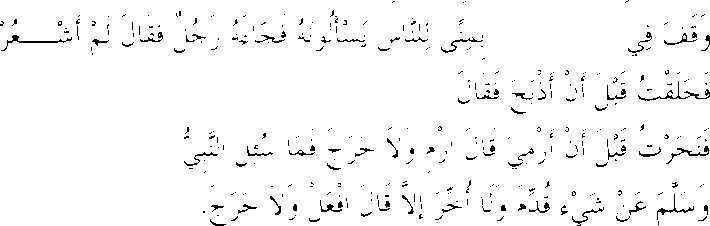 وَقَفَ فِي بِمِنًى لِلنَّاسِ يَسْأَلُونَهُ فَجَاءَهُ رَجُلٌ فَقَالَ لَمْ أَشْعُرْ
فَحَلَقْتُ قَبْلَ أَنْ أَذْبَحَ فَقَالَ
فَنَحَرْتُ قَبْلَ أَنْ أَرْمِيَ قَالَ ارْمِ وَلَا حَرَجَ فَمَا سُئِلَ النَّبِيُّ
وَسَلَّمَ عَنْ شَيْءٍ قُدِّمَ وَلَا أُخِّرَ إِلَّا قَالَ افْعَلْ وَلَا حَرَجَ.